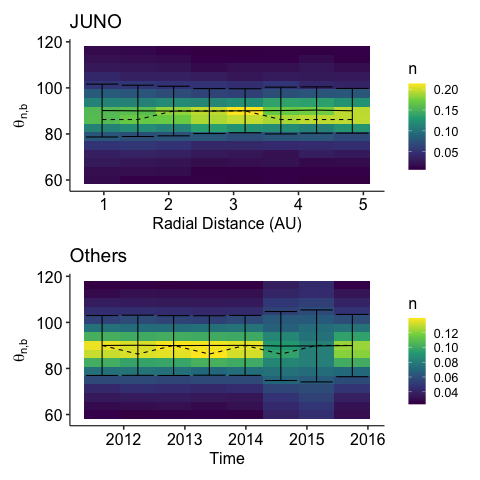 JUNO
120
100
80
60
θn,b
1 2 3 4 5
Radial Distance (AU)
n
0.20
0.15
0.10
0.05
Others
120
100
80
60
θn,b
2012 2013 2014 2015 2016
Time
n
0.12
0.10
0.08
0.06
0.04